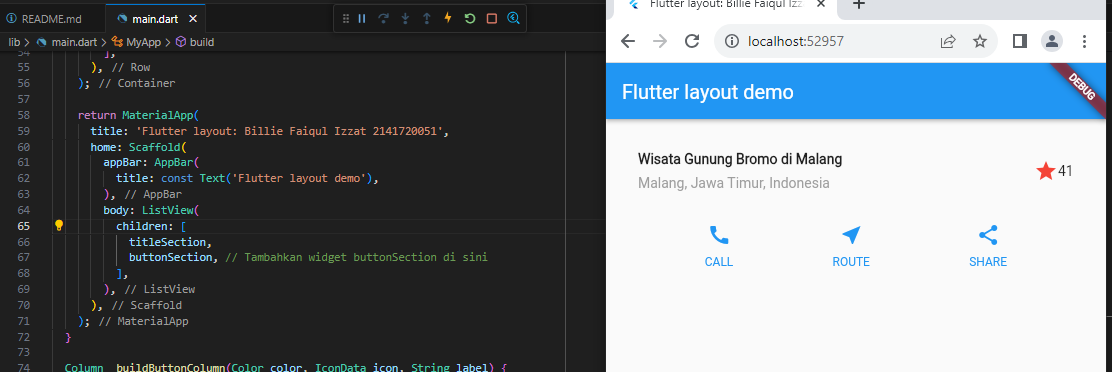 README.md
main.dart
lib > main.dart > MyApp > build
54 ],
55 ), // Row
56 ); // Container
57
58 return MaterialApp(
59 title: 'Flutter layout: Billie Faiqul Izzat 2141720051',
60 home: Scaffold(
61 appBar: AppBar(
62 title: const Text('Flutter layout demo'),
63 ), // AppBar
64 body: ListView(
65 children: [
66 titleSection,
67 buttonSection, // Tambahkan widget buttonSection di sini
68 ],
69 ), // ListView
70 ), // Scaffold
71 ); // MaterialApp
72 }
73
74 Column _buildButtonColumn(Color color, IconData icon, String label) {
Flutter layout: Billie Faiqul Izz
localhost:52957
Flutter layout demo
DEBUG
Wisata Gunung Bromo di Malang
Malang, Jawa Timur, Indonesia
41
CALL
ROUTE
SHARE